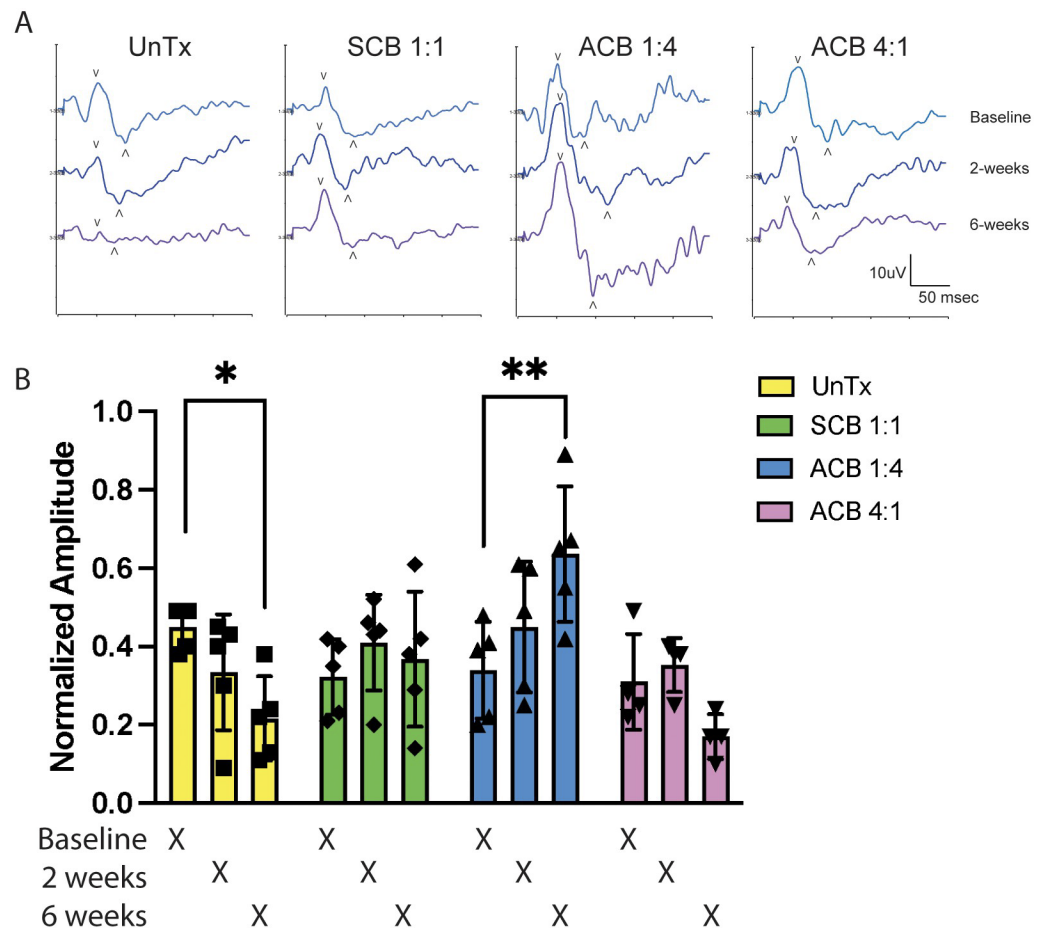 A
UnTx SCB 1:1 ACB 1:4 ACB 4:1
V V V V
Baseline
V V V V
2-weeks
V V V V
6-weeks
10uV
50 msec
B
* **
UnTx
SCB 1:1
ACB 1:4
ACB 4:1
Normalized Amplitude
1.0
0.8
0.6
0.4
0.2
0.0
Baseline X X X X
2 weeks X X X X
6 weeks X X X X